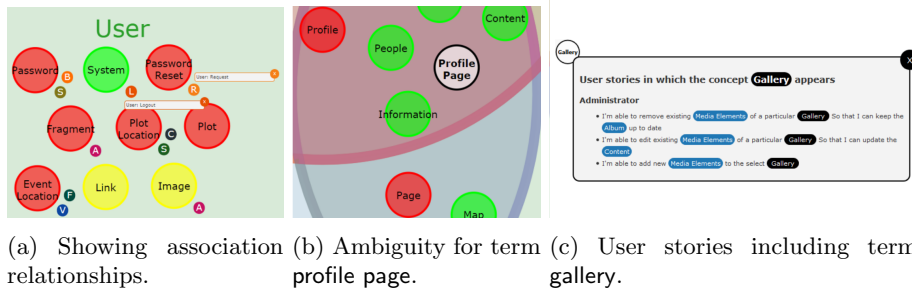 User
Password
B
S
System
L
Password
Reset
R
User: Request
x
User: Logout
x
Fragment
A
Plot
Location
C
S
Plot
Event
Location
F
V
Link
Image
A
Profile
People
Content
Profile
Page
Information
Page
Map
Gallery
X
User stories in which the concept Gallery appears
Administrator
• I'm able to remove existing Media Elements of a particular Gallery So that I can keep the
Album up to date
• I'm able to edit existing Media Elements of a particular Gallery So that I can update the
Content
• I'm able to add new Media Elements to the select Gallery
(a) Showing association
relationships.
(b) Ambiguity for term
profile page.
(c) User stories including term
gallery.